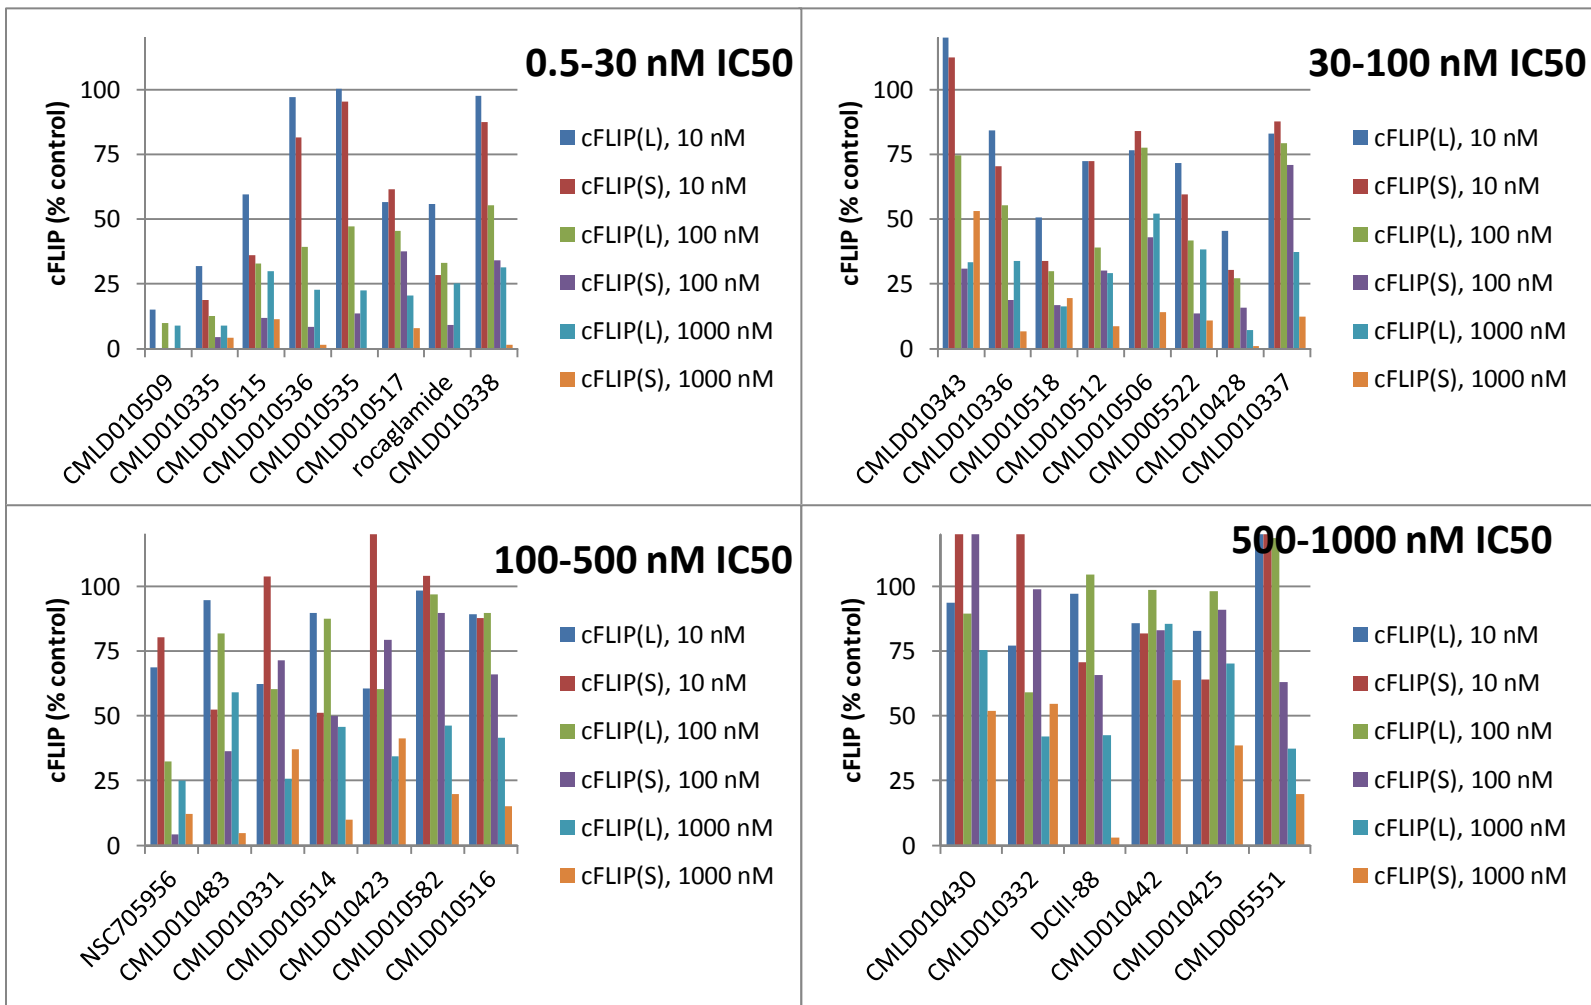 0.5-30 nM IC50
cFLIP (% control)
100
75
50
25
0
cFLIP(L), 10 nM
cFLIP(S), 10 nM
cFLIP(L), 100 nM
cFLIP(S), 100 nM
cFLIP(L), 1000 nM
cFLIP(S), 1000 nM
CMLD010509
CMLD010335
CMLD010515
CMLD010536
CMLD010535
CMLD010517
rocaglamide
CMLD010338
30-100 nM IC50
cFLIP (% control)
100
75
50
25
0
cFLIP(L), 10 nM
cFLIP(S), 10 nM
cFLIP(L), 100 nM
cFLIP(S), 100 nM
cFLIP(L), 1000 nM
cFLIP(S), 1000 nM
CMLD010343
CMLD010336
CMLD010518
CMLD010512
CMLD010506
CMLD005522
CMLD010428
CMLD010337
100-500 nM IC50
cFLIP (% control)
100
75
50
25
0
cFLIP(L), 10 nM
cFLIP(S), 10 nM
cFLIP(L), 100 nM
cFLIP(S), 100 nM
cFLIP(L), 1000 nM
cFLIP(S), 1000 nM
NSC705956
CMLD010483
CMLD010331
CMLD010514
CMLD010423
CMLD010582
CMLD010516
500-1000 nM IC50
cFLIP (% control)
100
75
50
25
0
cFLIP(L), 10 nM
cFLIP(S), 10 nM
cFLIP(L), 100 nM
cFLIP(S), 100 nM
cFLIP(L), 1000 nM
cFLIP(S), 1000 nM
CMLD010430
CMLD010332
DCIII-88
CMLD010442
CMLD010425
CMLD005551